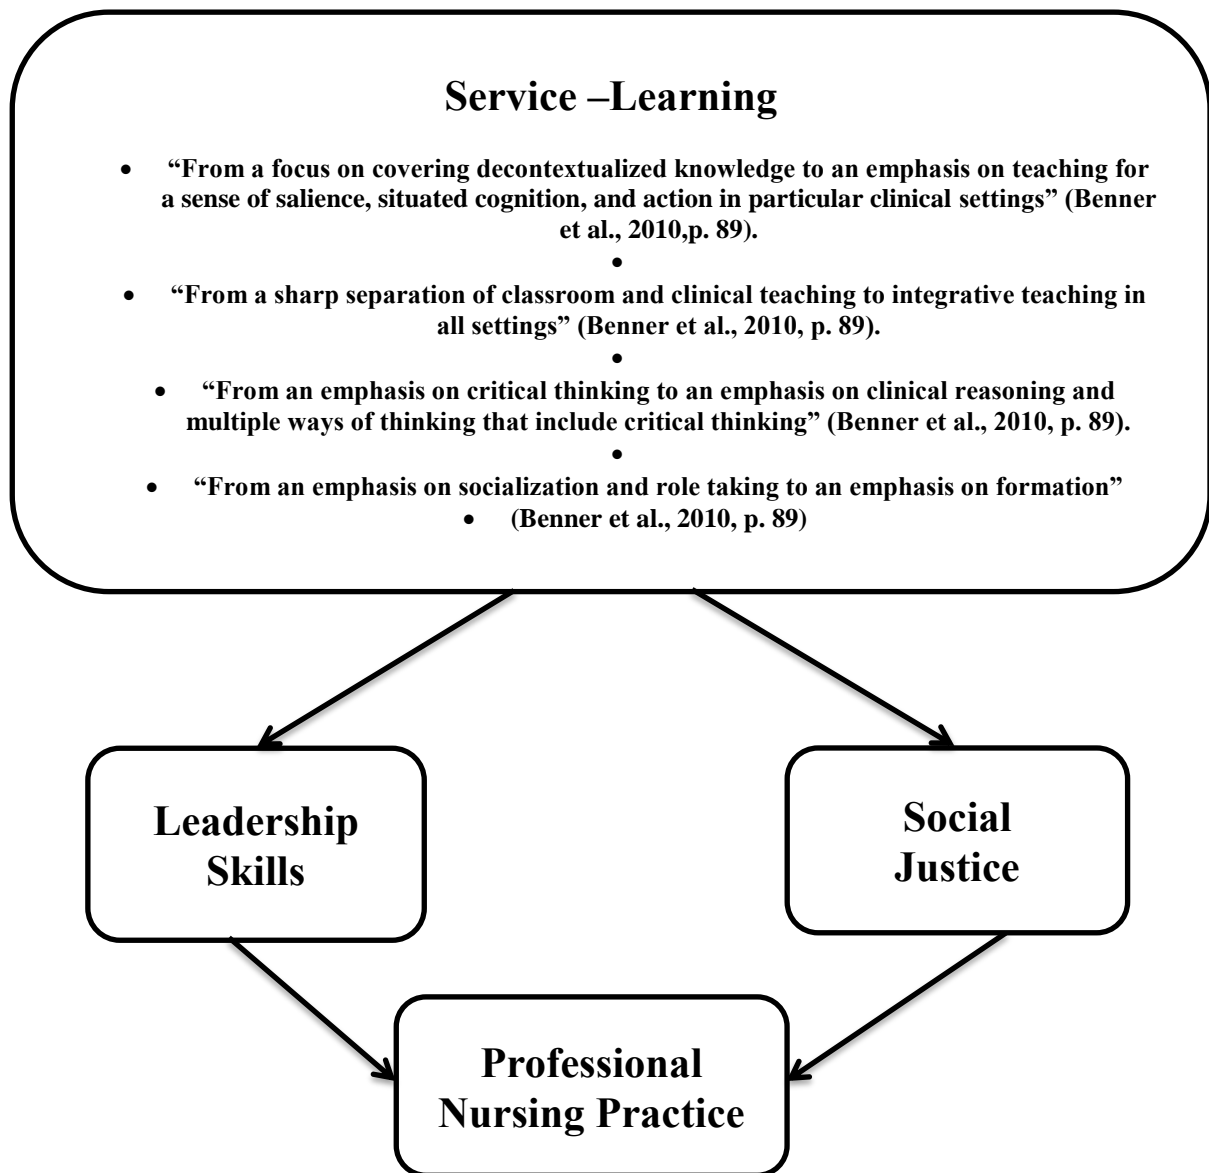 Service –Learning
• “From a focus on covering decontextualized knowledge to an emphasis on teaching for
a sense of salience, situated cognition, and action in particular clinical settings” (Benner
et al., 2010,p. 89).
•
• “From a sharp separation of classroom and clinical teaching to integrative teaching in
all settings” (Benner et al., 2010, p. 89).
•
• “From an emphasis on critical thinking to an emphasis on clinical reasoning and
multiple ways of thinking that include critical thinking” (Benner et al., 2010, p. 89).
•
• “From an emphasis on socialization and role taking to an emphasis on formation”
• (Benner et al., 2010, p. 89)
Leadership
Skills
Social
Justice
Professional
Nursing Practice